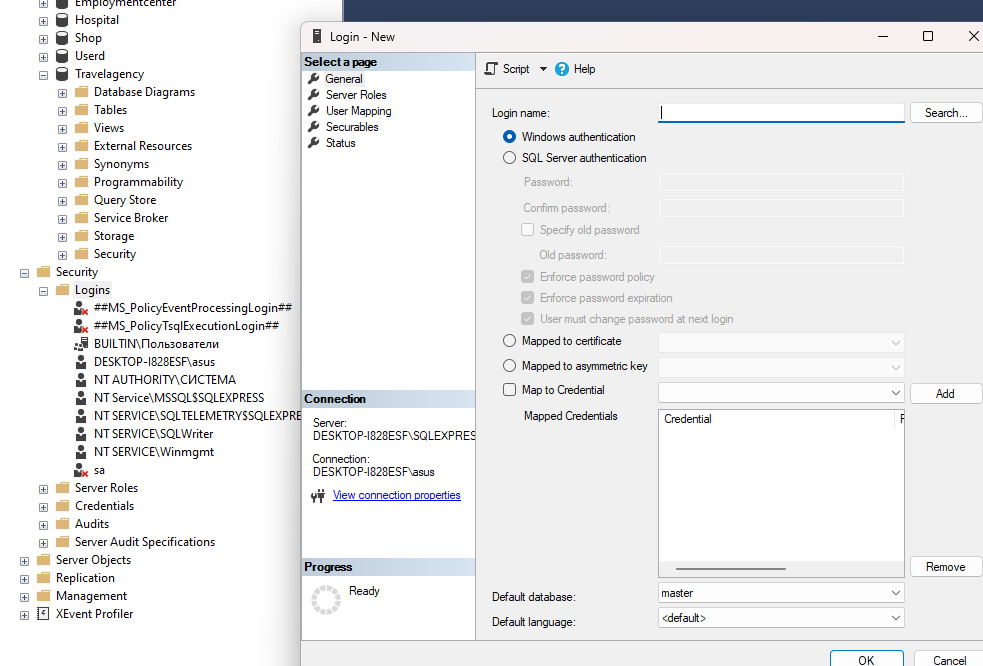 Employmentcenter
Hospital
Shop
Userd
Travelagency
Database Diagrams
Tables
Views
External Resources
Synonyms
Programmability
Query Store
Service Broker
Storage
Security
Security
Logins
##MS_PolicyEventProcessingLogin##
##MS_PolicyTsqlExecutionLogin##
BUILTIN\Пользователи
DESKTOP-I828ESF\asus
NT AUTHORITY\СИСТЕМА
NT Service\MSSQL$SQLEXPRESS
NT SERVICE\SQLTELEMETRY$SQLEXPRE
NT SERVICE\SQLWriter
NT SERVICE\Winmgmt
sa
Server Roles
Credentials
Audits
Server Audit Specifications
Server Objects
Replication
Management
XEvent Profiler
Login - New
Select a page
General
Server Roles
User Mapping
Securables
Status
Connection
Server:
DESKTOP-I828ESF\SQLEXPRES
Connection:
DESKTOP-I828ESF\asus
View connection properties
Progress
Ready
Script Help
Login name: Search...
Windows authentication
SQL Server authentication
Password:
Confirm password:
Specify old password
Old password:
Enforce password policy
Enforce password expiration
User must change password at next login
Mapped to certificate
Mapped to asymmetric key
Map to Credential Add
Mapped Credentials Credential
Remove
Default database: master
Default language: <default>
OK Cancel